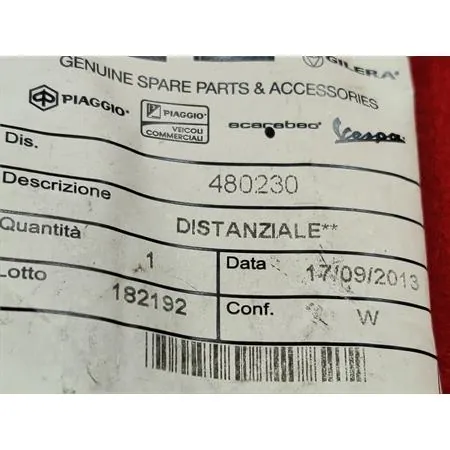 GILERA®
GENUINE SPARE PARTS & ACCESSORIES
PIAGGIO® PIAGGIO® VEICOLI COMMERCIALI scarabeo® Vespa
Dis. 480230
Descrizione DISTANZIALE**
Quantità 1 Data 17/09/2013
Lotto 182192 Conf. W